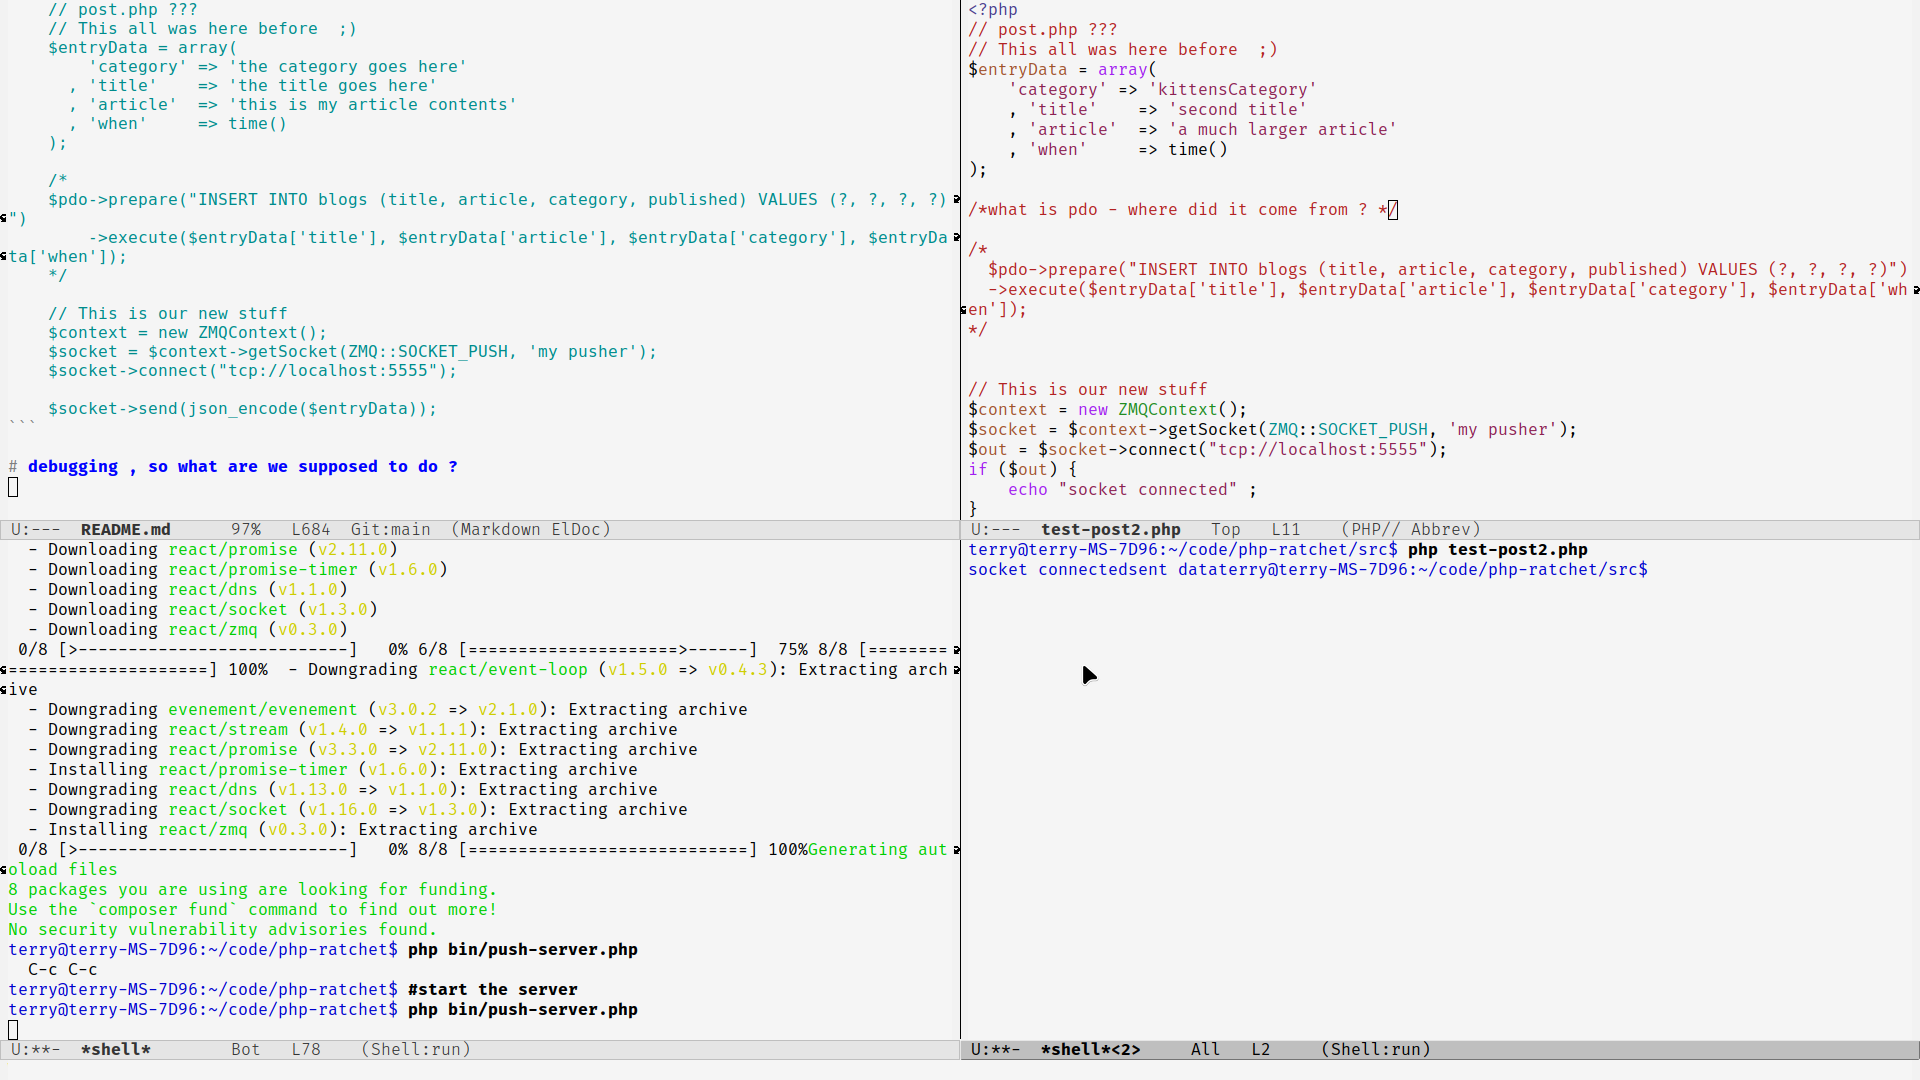 // post.php ???
    // This all was here before  ;)
    $entryData = array(
        'category' => 'the category goes here'
      , 'title'    => 'the title goes here'
      , 'article'  => 'this is my article contents'
      , 'when'     => time()
    );

    /*
    $pdo->prepare("INSERT INTO blogs (title, article, category, published) VALUES (?, ?, ?, ?)
")
        ->execute($entryData['title'], $entryData['article'], $entryData['category'], $entryDa
ta['when']);
    */

    // This is our new stuff
    $context = new ZMQContext();
    $socket = $context->getSocket(ZMQ::SOCKET_PUSH, 'my pusher');
    $socket->connect("tcp://localhost:5555");

    $socket->send(json_encode($entryData));
```

# debugging , so what are we supposed to do ?
U:---  README.md      97%   L684  Git:main  (Markdown ElDoc)
<?php
// post.php ???
// This all was here before  ;)
$entryData = array(
    'category' => 'kittensCategory'
    , 'title'    => 'second title'
    , 'article'  => 'a much larger article'
    , 'when'     => time()
);

/*what is pdo - where did it come from ? */

/*
  $pdo->prepare("INSERT INTO blogs (title, article, category, published) VALUES (?, ?, ?, ?)")
  ->execute($entryData['title'], $entryData['article'], $entryData['category'], $entryData['wh
en']);
*/

// This is our new stuff
$context = new ZMQContext();
$socket = $context->getSocket(ZMQ::SOCKET_PUSH, 'my pusher');
$out = $socket->connect("tcp://localhost:5555");
if ($out) {
    echo "socket connected" ;
}
U:---  test-post2.php   Top   L11    (PHP// Abbrev)
  - Downloading react/promise (v2.11.0)
  - Downloading react/promise-timer (v1.6.0)
  - Downloading react/dns (v1.1.0)
  - Downloading react/socket (v1.3.0)
  - Downloading react/zmq (v0.3.0)
 0/8 [>---------------------------]   0% 6/8 [=====================>------]  75% 8/8 [========
====================] 100%  - Downgrading react/event-loop (v1.5.0 => v0.4.3): Extracting arch
ive
  - Downgrading evenement/evenement (v3.0.2 => v2.1.0): Extracting archive
  - Downgrading react/stream (v1.4.0 => v1.1.1): Extracting archive
  - Downgrading react/promise (v3.3.0 => v2.11.0): Extracting archive
  - Installing react/promise-timer (v1.6.0): Extracting archive
  - Downgrading react/dns (v1.13.0 => v1.1.0): Extracting archive
  - Downgrading react/socket (v1.16.0 => v1.3.0): Extracting archive
  - Installing react/zmq (v0.3.0): Extracting archive
 0/8 [>---------------------------]   0% 8/8 [============================] 100%Generating aut
oload files
8 packages you are using are looking for funding.
Use the `composer fund` command to find out more!
No security vulnerability advisories found.
terry@terry-MS-7D96:~/code/php-ratchet$ php bin/push-server.php
  C-c C-c
terry@terry-MS-7D96:~/code/php-ratchet$ #start the server
terry@terry-MS-7D96:~/code/php-ratchet$ php bin/push-server.php
U:**-  *shell*        Bot   L78    (Shell:run)
terry@terry-MS-7D96:~/code/php-ratchet/src$ php test-post2.php
socket connectedsent dataterry@terry-MS-7D96:~/code/php-ratchet/src$
U:**-  *shell*<2>     All   L2     (Shell:run)